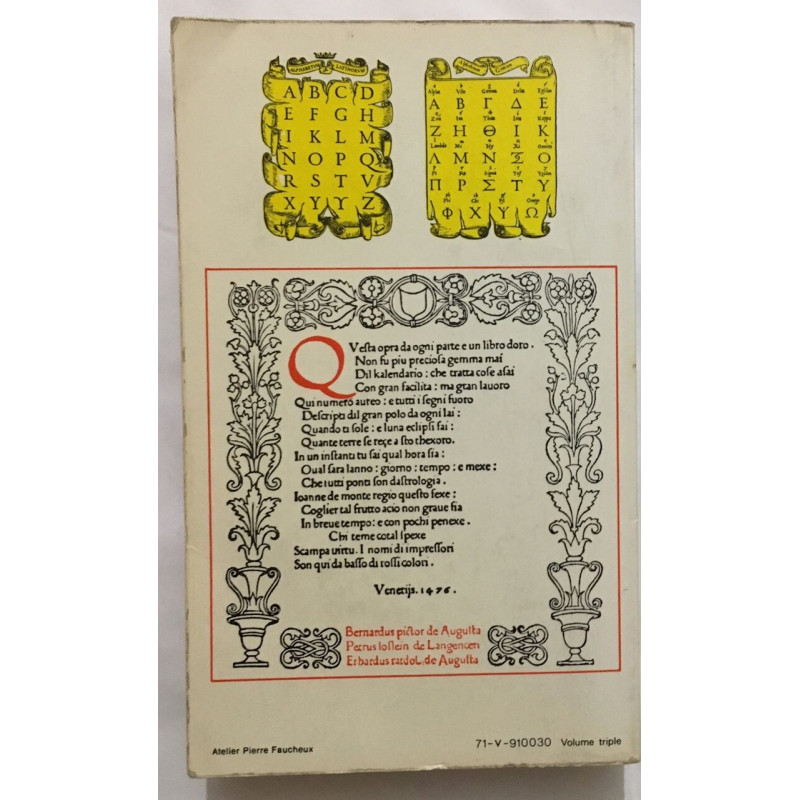 ALPHABETUM LATINORUM
A B C D
E F G H
I K L M
N O P Q
R S T V
X Y Y Z
Α Β Γ Δ Ε
Ζ Η Θ Ι Κ
Λ Μ Ν Ξ Ο
Π Ρ Σ Τ Υ
Φ Χ Ψ Ω
QVesta opra da ogni parte e un libro doro.
Non fu piu preciosa gemma mai
Dil kalendario: che tratta cose asai
Con gran facilita: ma gran lauoro
Qui numero aureo: e tutti i segni fuoro
Descripti dil gran polo da ogni lai:
Quando ti sole: e luna eclipsi fai:
Quante terre se reçe a sto thexoro.
In un instanti tu sai qual hora sia:
Qual sara lanno: giorno: tempo: e mexe:
Che tutti ponti son dastrologia.
Ioanne de monte regio questo fexe:
Coglier tal frutto acio non graue sia
In breue tempo: e con pochi penexe.
Chi teme cotal spexe
Scampa uirtu. I nomi di impressori
Son qui da basso di rossi colori.
Venetijs. 1476.
Bernardus pictor de Augusta
Petrus loslein de Langencen
Erhardus ratdolt de Augusta
Atelier Pierre Faucheux
71-V-910030 Volume triple